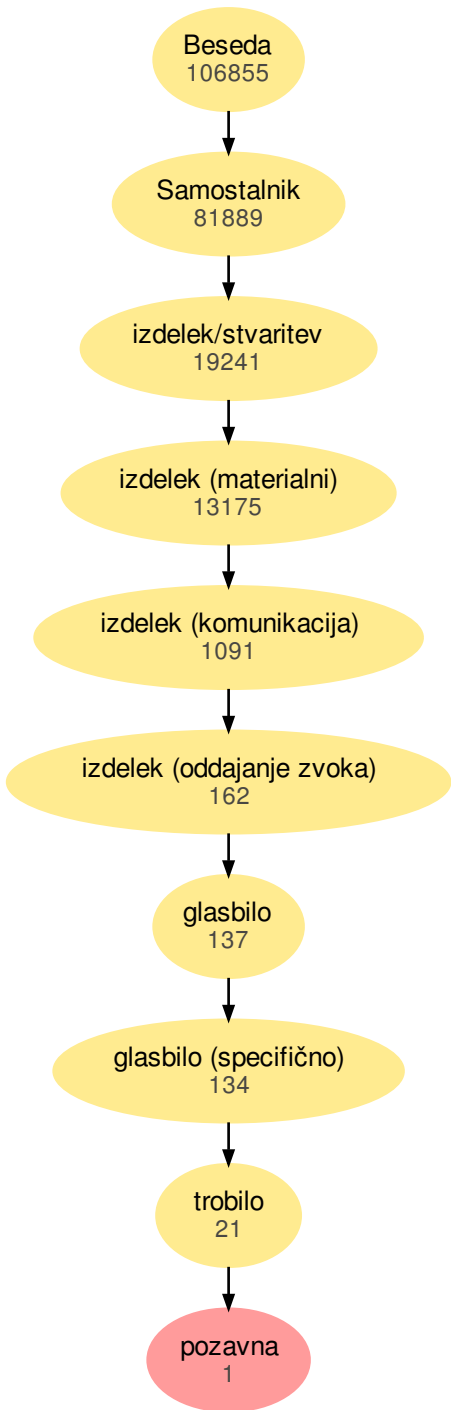 Beseda
106855
Samostalnik
81889
izdelek/stvaritev
19241
izdelek (materialni)
13175
izdelek (komunikacija)
1091
izdelek (oddajanje zvoka)
162
glasbilo
137
glasbilo (specifično)
134
trobilo
21
pozavna
1